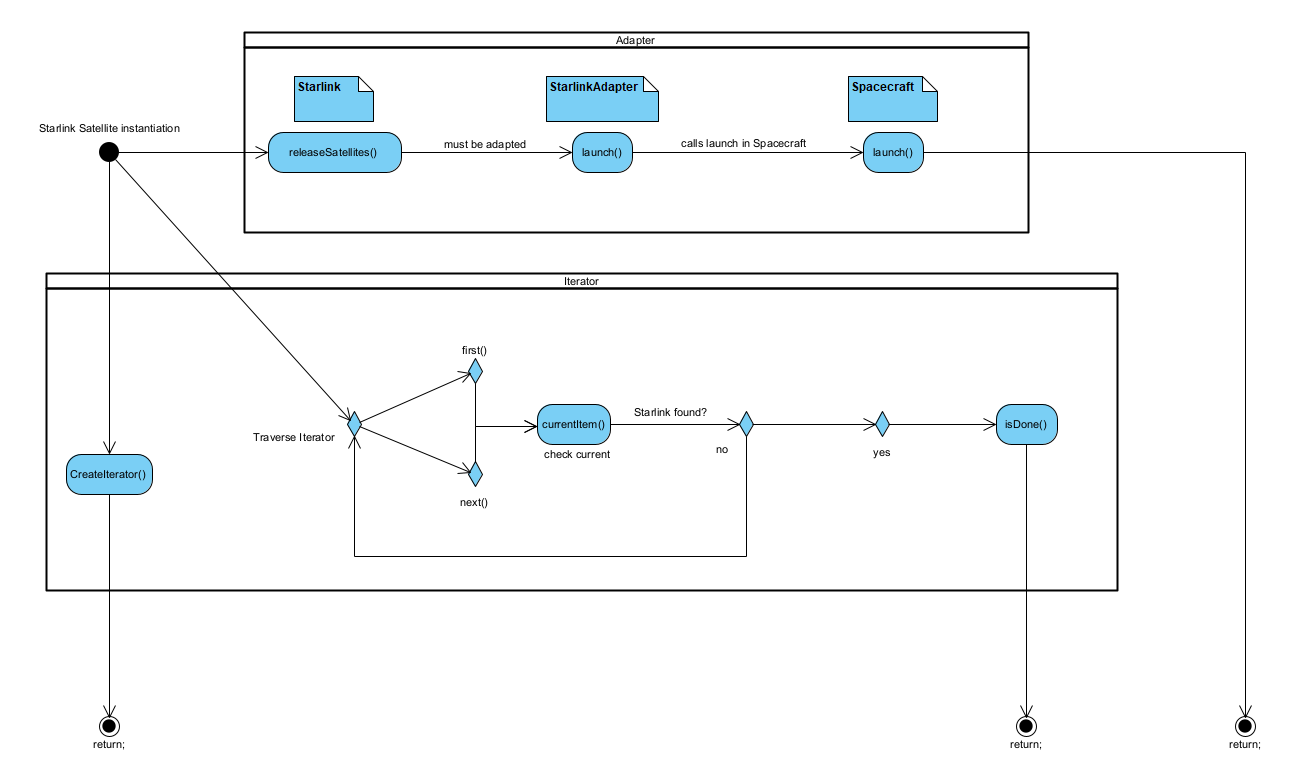 Adapter
Starlink
StarlinkAdapter
Spacecraft
Starlink Satellite instantiation
releaseSatellites()
must be adapted
launch()
calls launch in Spacecraft
launch()
Iterator
first()
Traverse Iterator
currentItem()
check current
Starlink found?
no
yes
isDone()
CreateIterator()
next()
return;
return;
return;